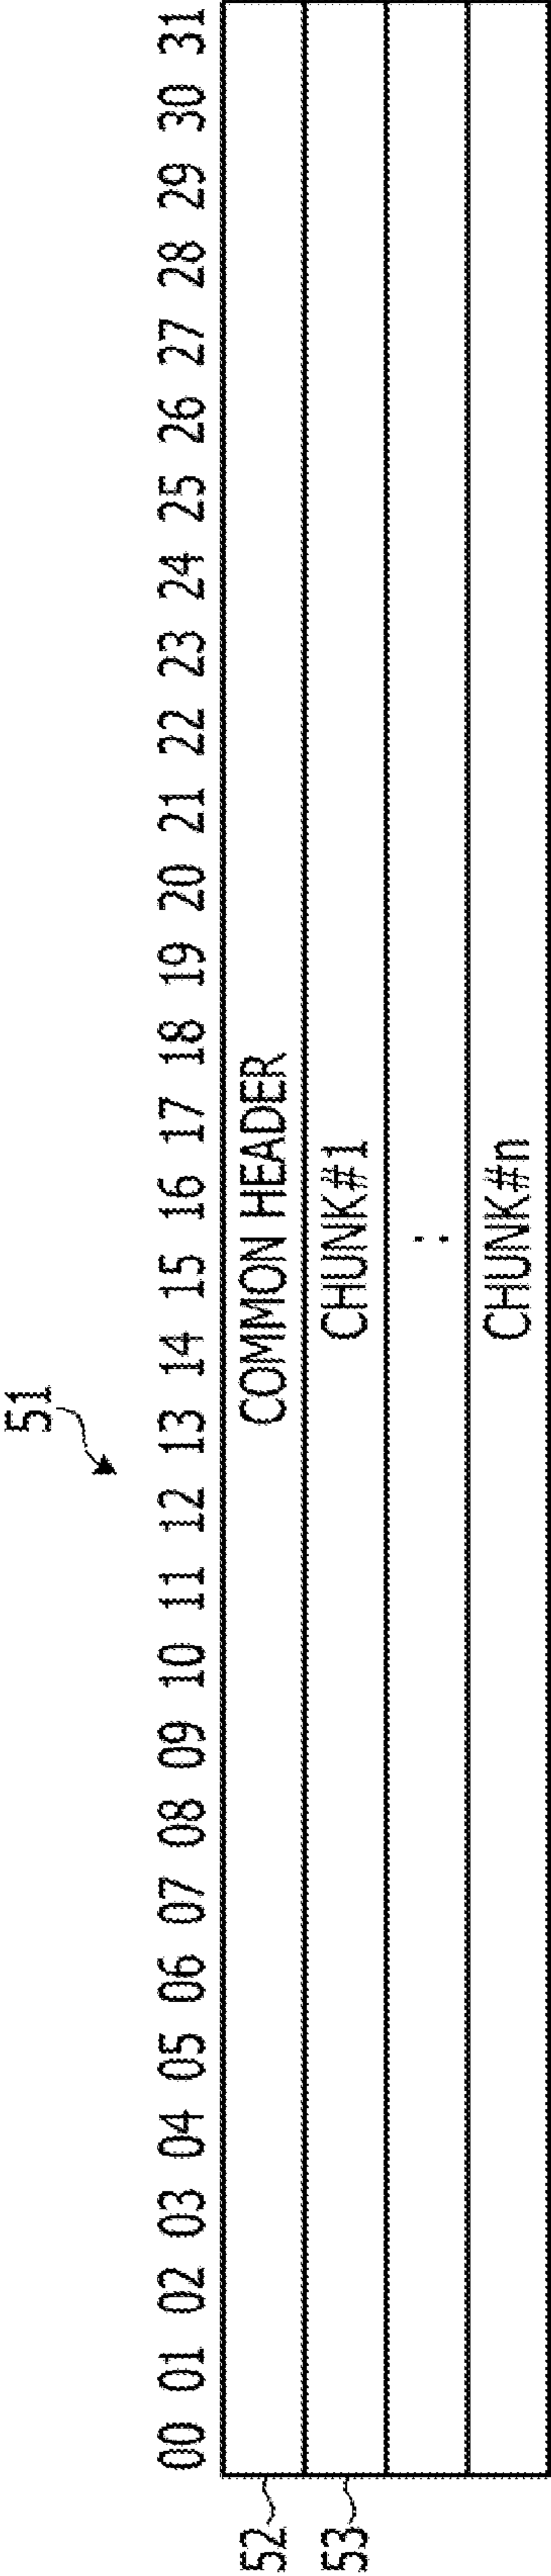 51
00 01 02 03 04 05 06 07 08 09 10 11 12 13 14 15 16 17 18 19 20 21 22 23 24 25 26 27 28 29 30 31
52 COMMON HEADER
53 CHUNK#1
:
CHUNK#n